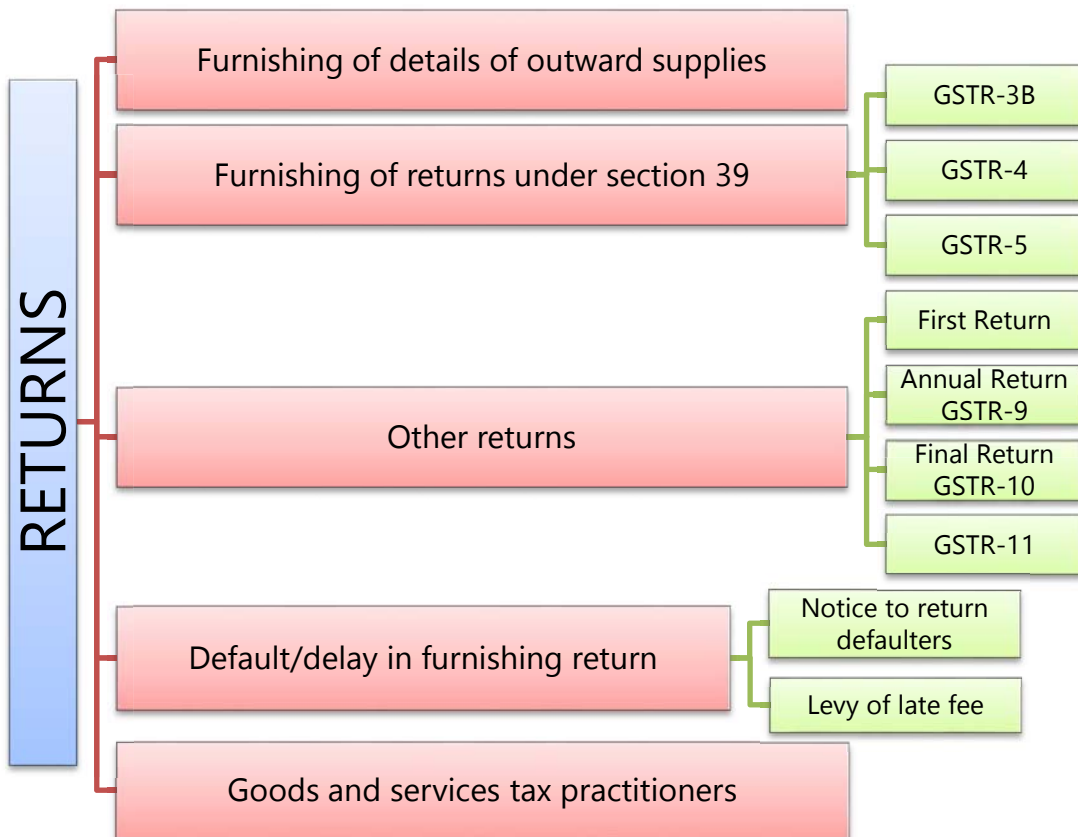 RETURNS
Furnishing of details of outward supplies
Furnishing of returns under section 39
GSTR-3B
GSTR-4
GSTR-5
Other returns
First Return
Annual Return
GSTR-9
Final Return
GSTR-10
GSTR-11
Default/delay in furnishing return
Notice to return
defaulters
Levy of late fee
Goods and services tax practitioners